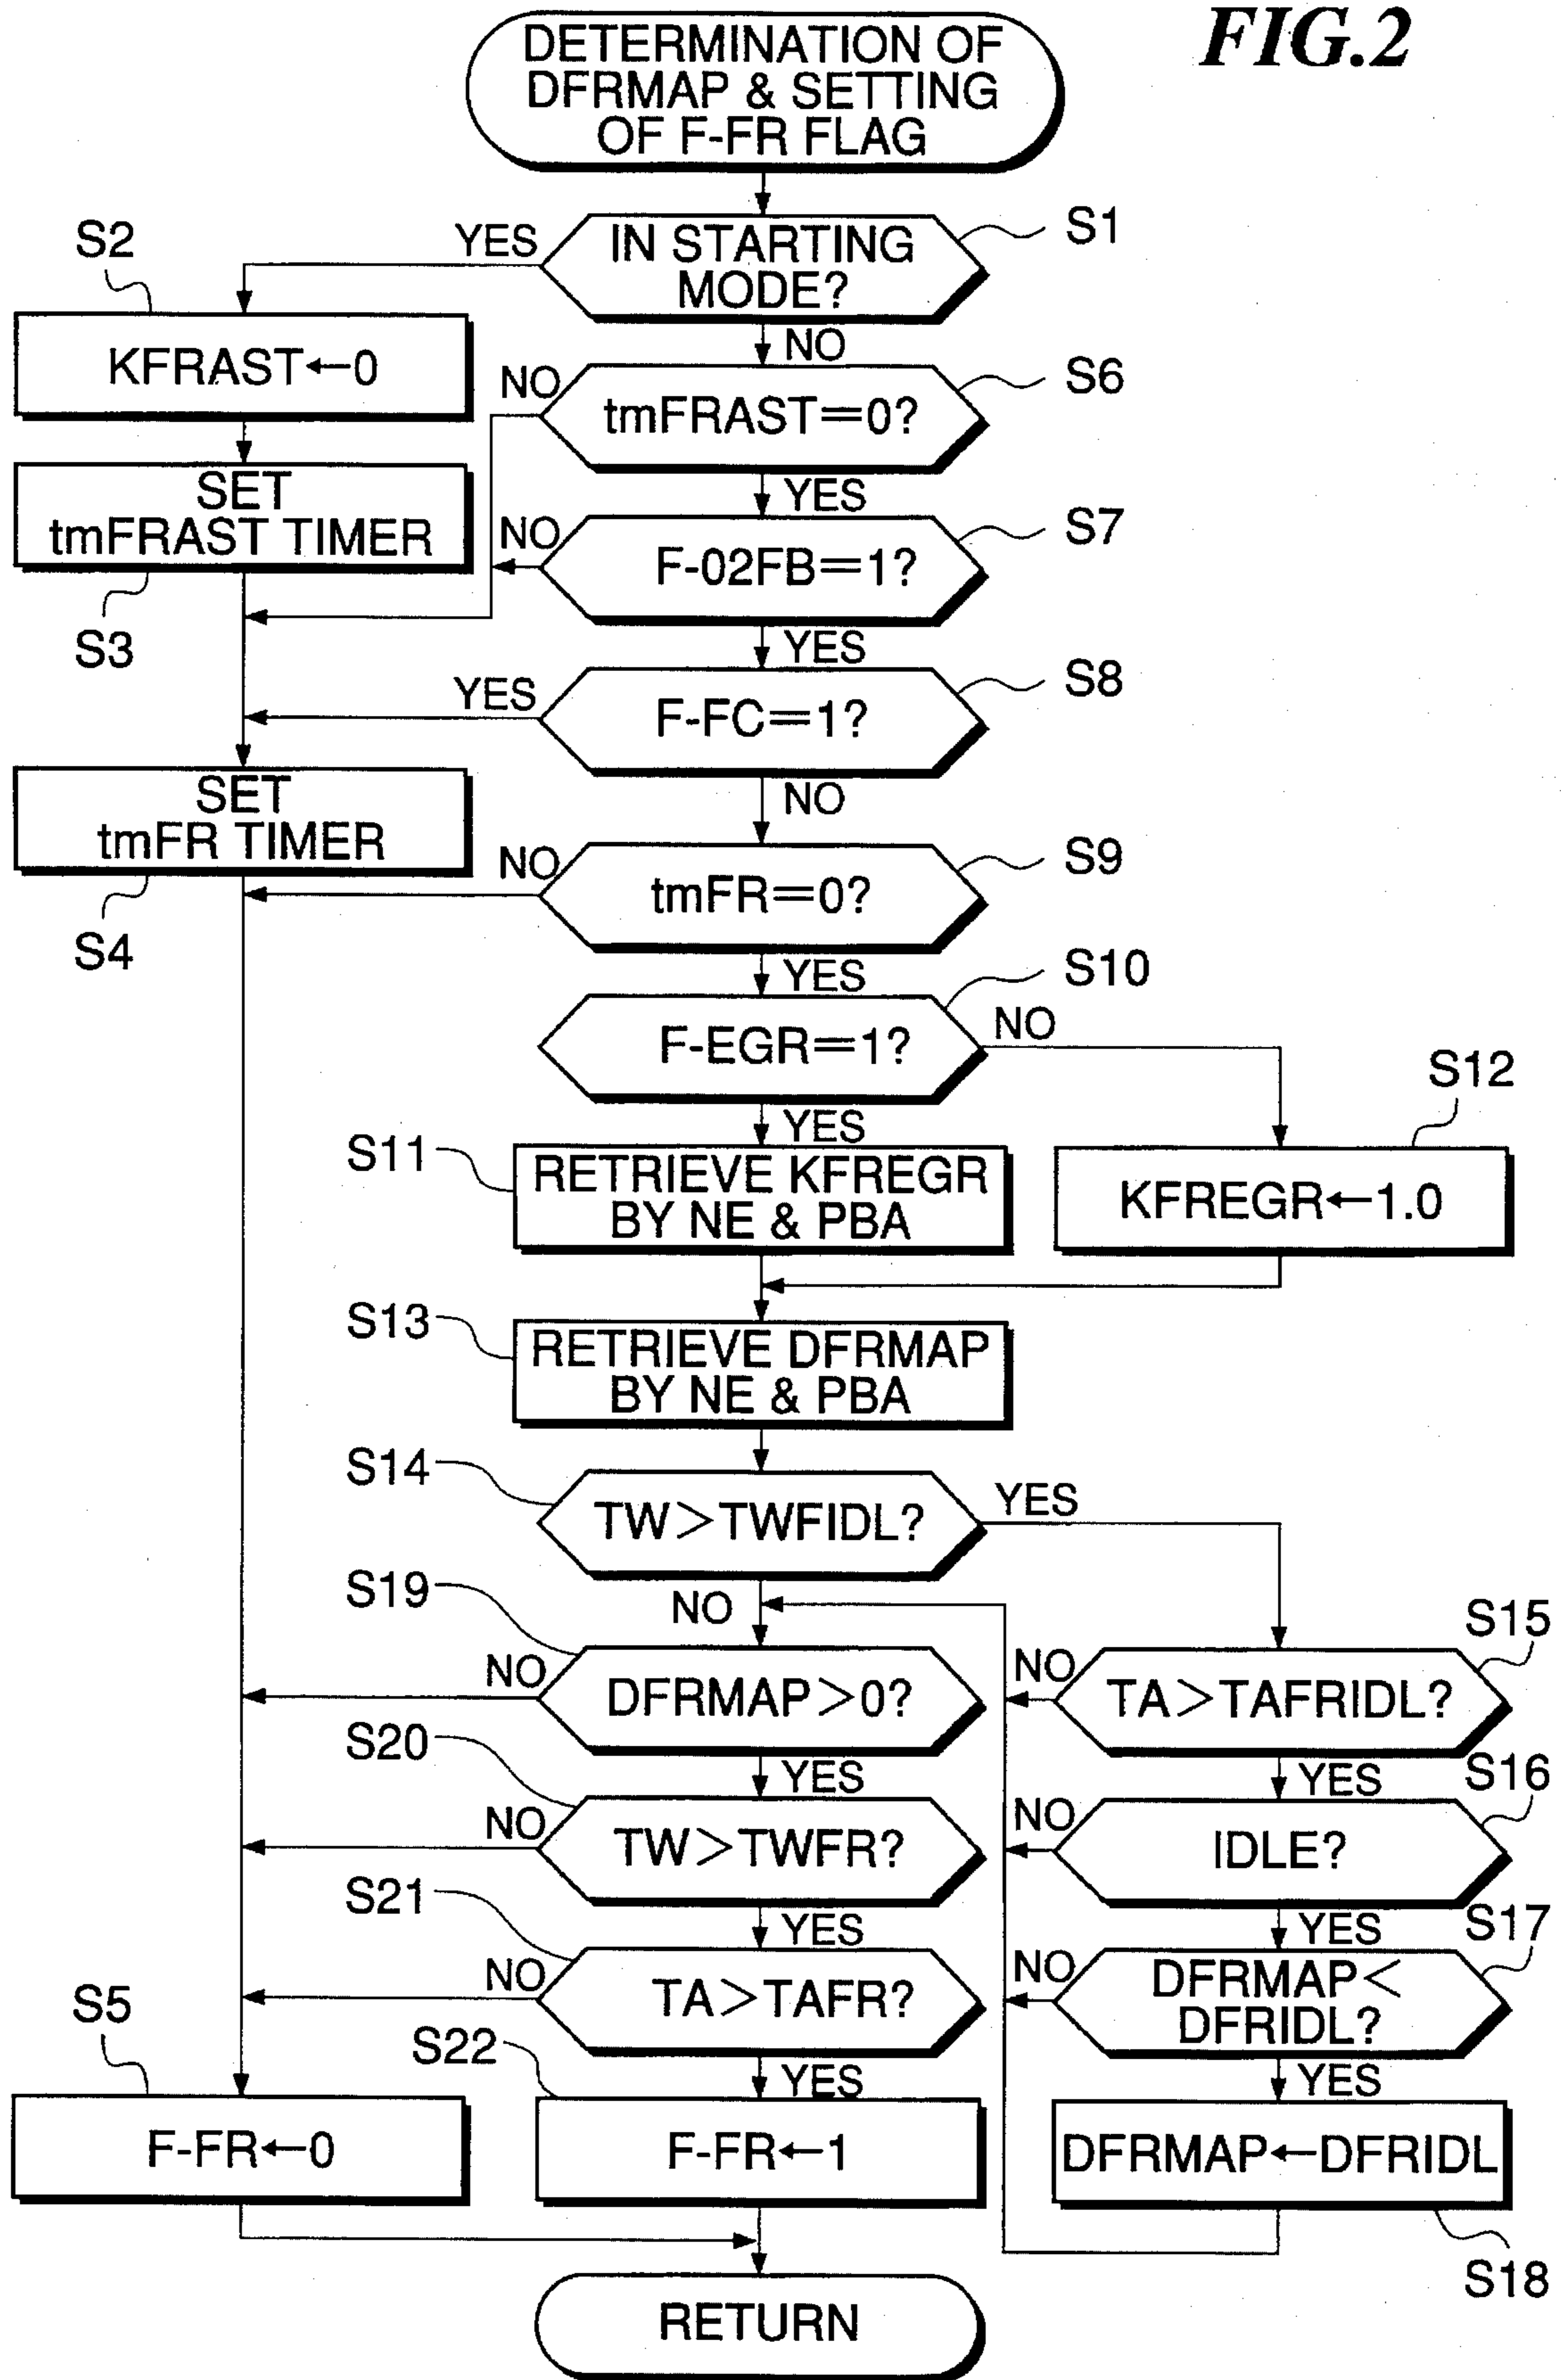 FIG.2
DETERMINATION OF
DFRMAP & SETTING
OF F-FR FLAG
S1
IN STARTING
MODE?
YES
NO
S2
KFRAST←0
S3
SET
tmFRAST TIMER
S6
tmFRAST=0?
NO
YES
S7
F-02FB=1?
NO
YES
S8
F-FC=1?
YES
NO
S4
SET
tmFR TIMER
S9
tmFR=0?
NO
YES
S10
F-EGR=1?
NO
YES
S11
RETRIEVE KFREGR
BY NE & PBA
S12
KFREGR←1.0
S13
RETRIEVE DFRMAP
BY NE & PBA
S14
TW>TWFIDL?
YES
NO
S15
TA>TAFRIDL?
NO
YES
S16
IDLE?
NO
YES
S17
DFRMAP<
DFRIDL?
NO
YES
S18
DFRMAP←DFRIDL
S19
DFRMAP>0?
NO
YES
S20
TW>TWFR?
NO
YES
S21
TA>TAFR?
NO
YES
S5
F-FR←0
S22
F-FR←1
RETURN